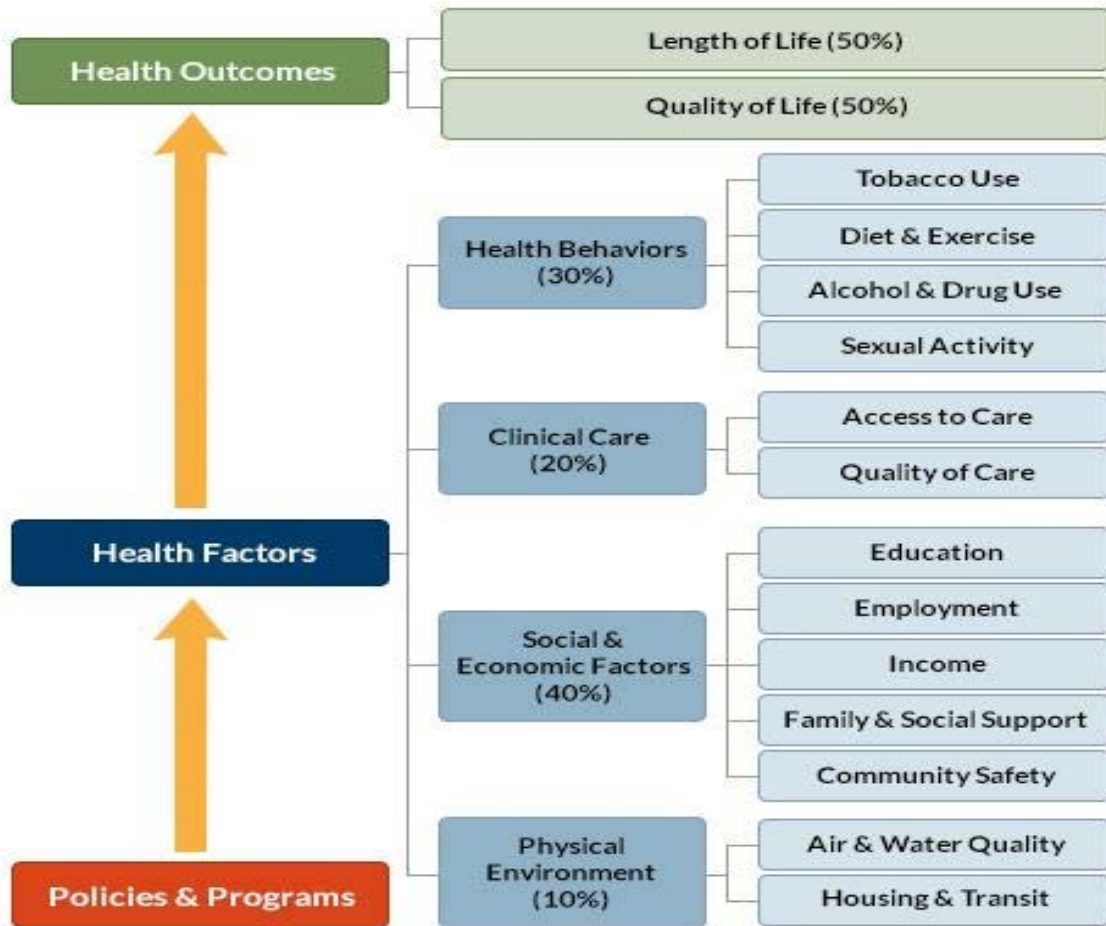 Health Outcomes
Length of Life (50%)
Quality of Life (50%)
Health Factors
Health Behaviors
(30%)
Tobacco Use
Diet & Exercise
Alcohol & Drug Use
Sexual Activity
Clinical Care
(20%)
Access to Care
Quality of Care
Social &
Economic Factors
(40%)
Education
Employment
Income
Family & Social Support
Community Safety
Physical
Environment
(10%)
Air & Water Quality
Housing & Transit
Policies & Programs